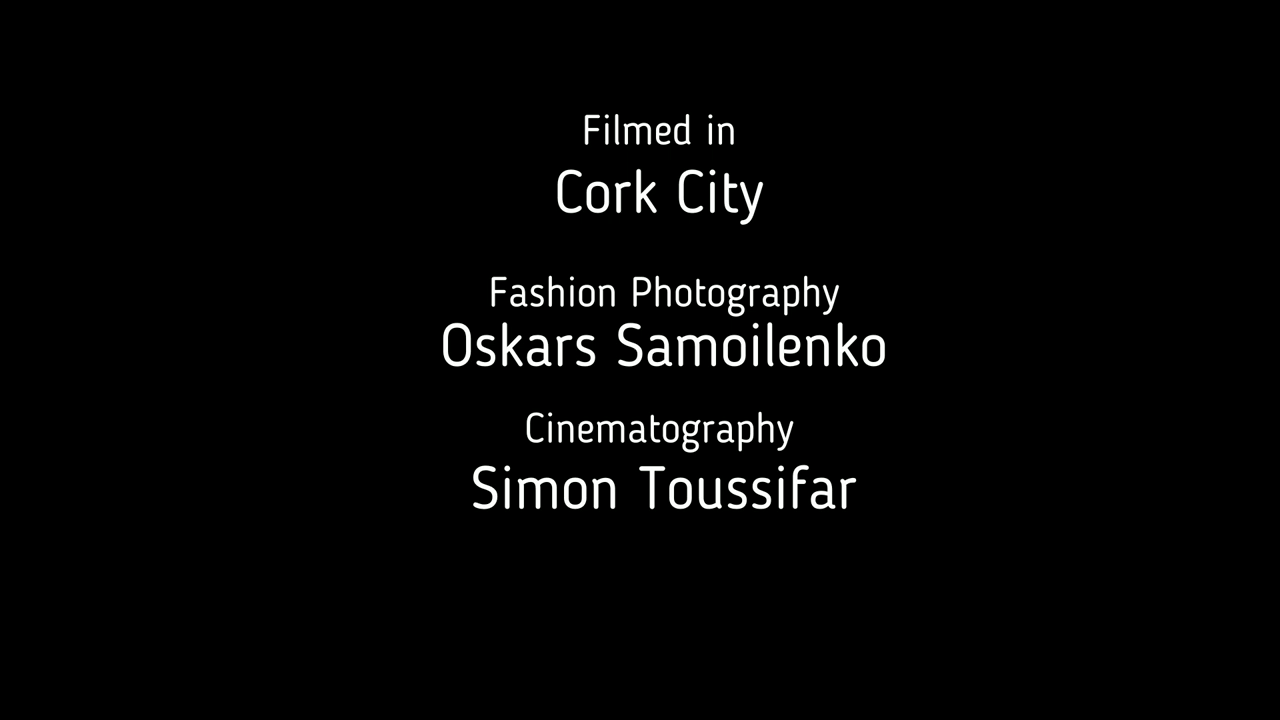 Filmed in
Cork City
Fashion Photography
Oskars Samoilenko
Cinematography
Simon Toussifar